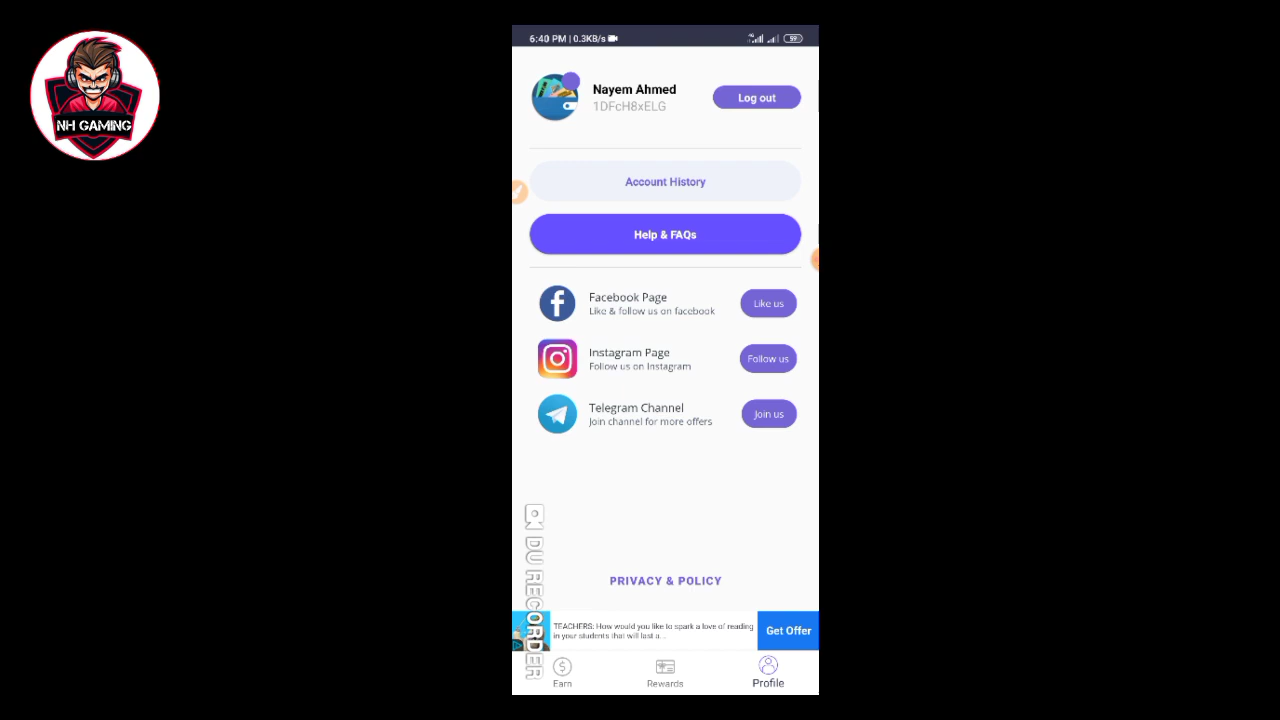 NH GAMING
6:40 PM | 0.3KB/s
4G
59
Nayem Ahmed
1DFcH8xELG
Log out
Account History
Help & FAQs
Facebook Page
Like & follow us on facebook
Like us
Instagram Page
Follow us on Instagram
Follow us
Telegram Channel
Join channel for more offers
Join us
DU RECORDER
PRIVACY & POLICY
TEACHERS: How would you like to spark a love of reading
in your students that will last a...
Get Offer
Earn
Rewards
Profile